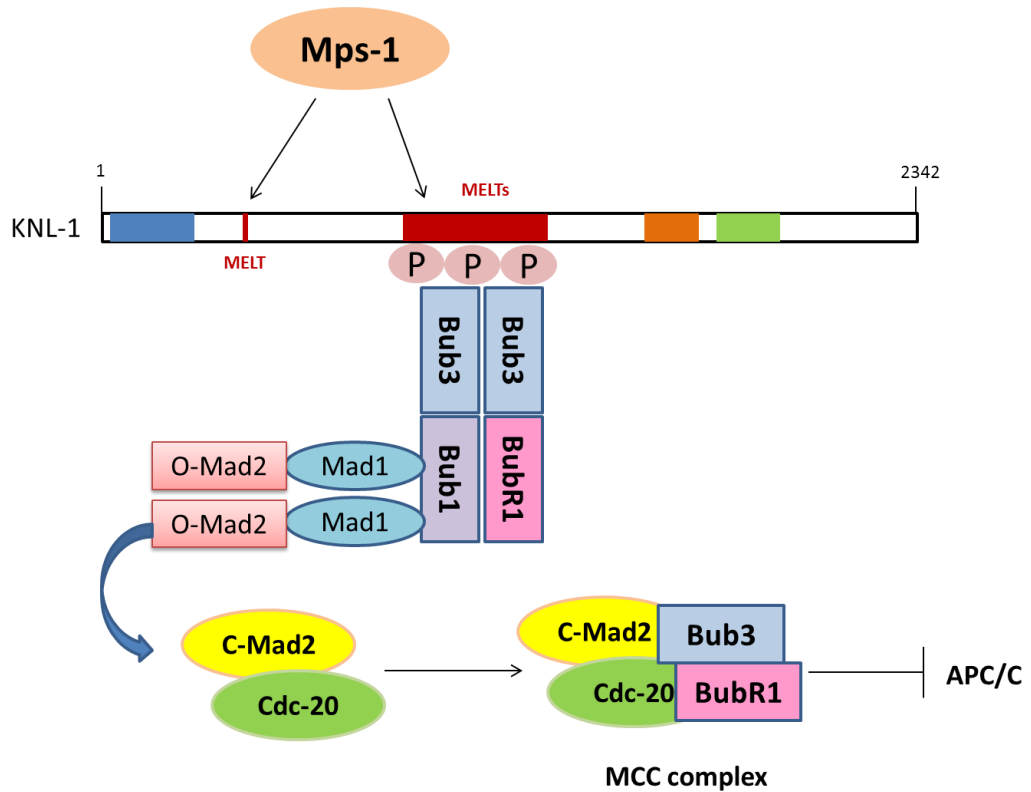 Mps-1
1
2342
MELTs
KNL-1
MELT
P
P
P
Bub3
Bub3
Bub1
BubR1
O-Mad2
Mad1
O-Mad2
Mad1
C-Mad2
Cdc-20
C-Mad2
Bub3
Cdc-20
BubR1
APC/C
MCC complex